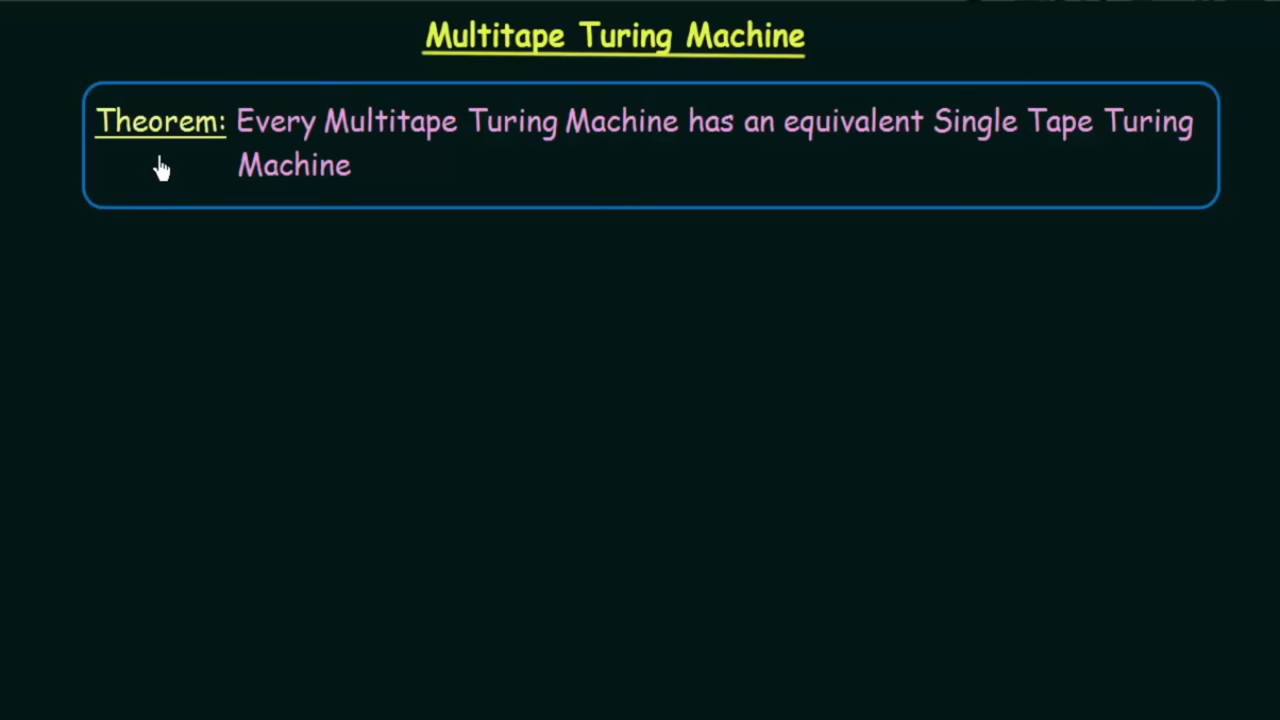 Multitape Turing Machine
Theorem: Every Multitape Turing Machine has an equivalent Single Tape Turing
Machine